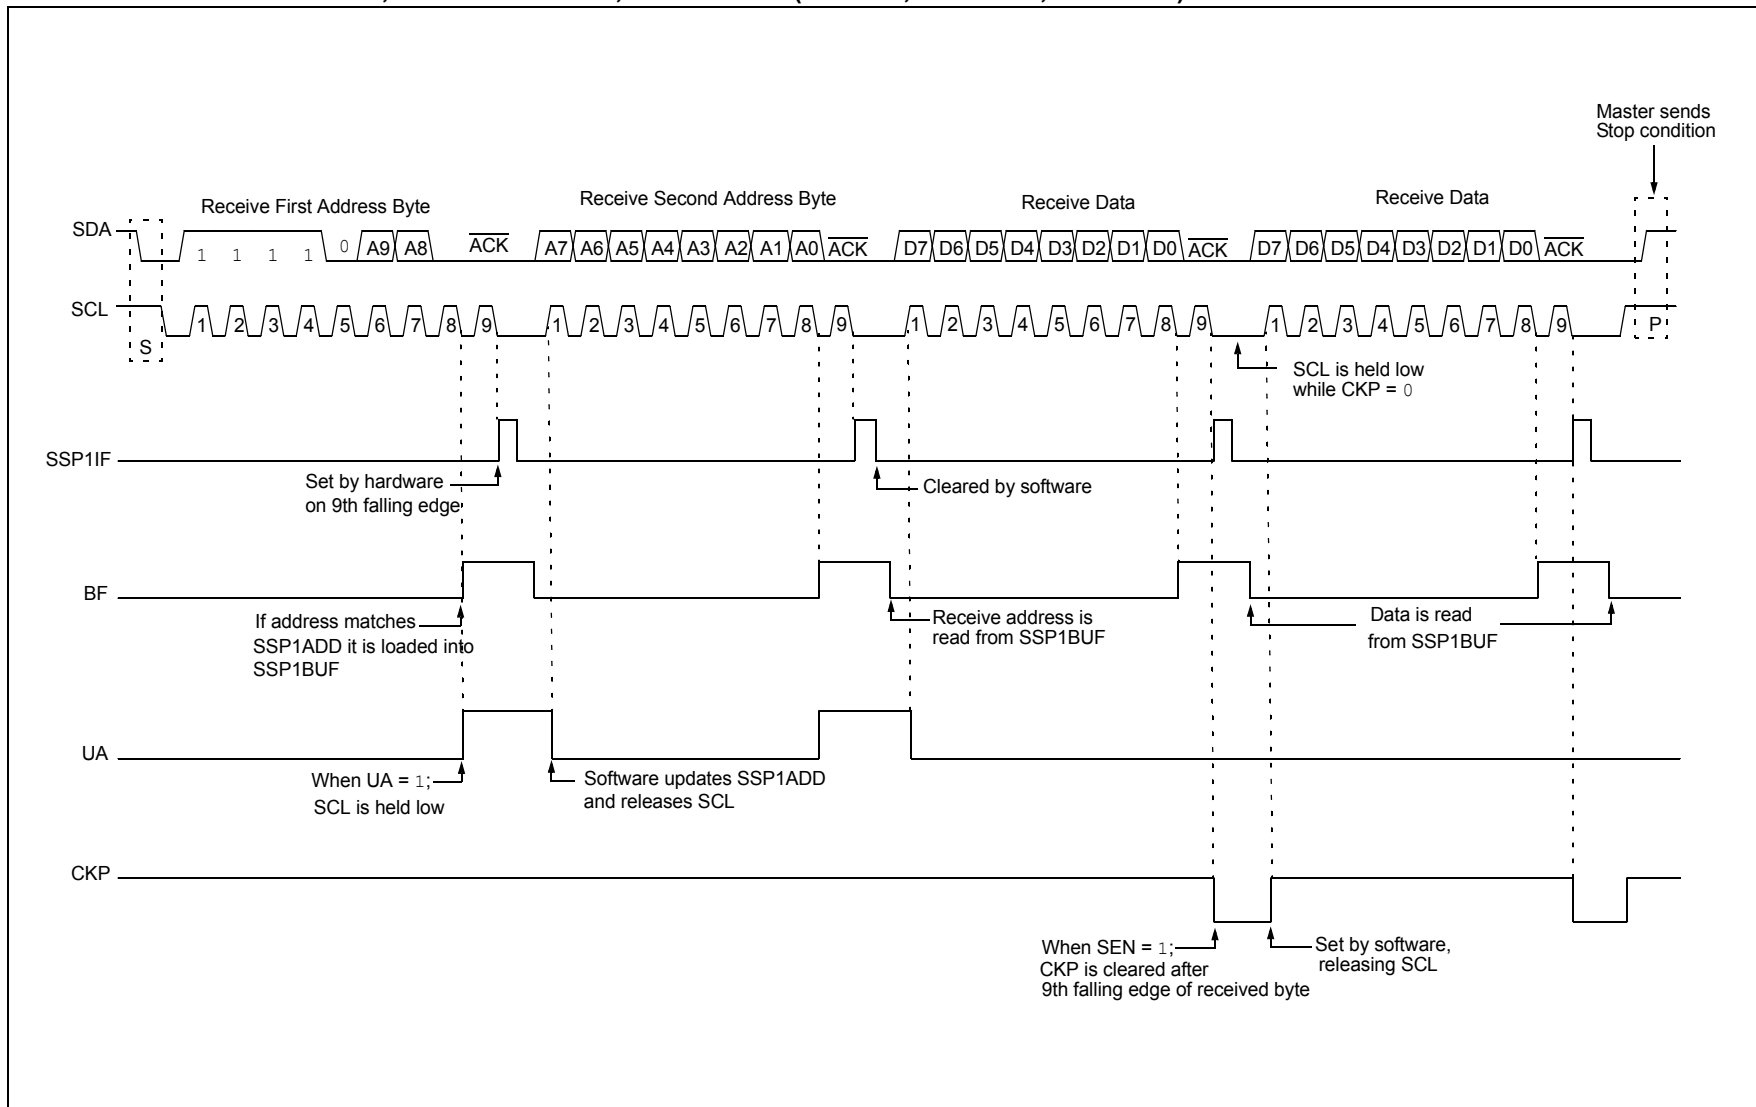 Master sends
Stop condition
Receive First Address Byte
Receive Second Address Byte
Receive Data
Receive Data
SDA
1 1 1 1 0 A9 A8 ACK A7 A6 A5 A4 A3 A2 A1 A0 ACK D7 D6 D5 D4 D3 D2 D1 D0 ACK D7 D6 D5 D4 D3 D2 D1 D0 ACK
SCL
S 1 2 3 4 5 6 7 8 9 1 2 3 4 5 6 7 8 9 1 2 3 4 5 6 7 8 9 1 2 3 4 5 6 7 8 9 P
SCL is held low
while CKP = 0
SSP1IF
Set by hardware
on 9th falling edge
Cleared by software
BF
If address matches
SSP1ADD it is loaded into
SSP1BUF
Receive address is
read from SSP1BUF
Data is read
from SSP1BUF
UA
When UA = 1;
SCL is held low
Software updates SSP1ADD
and releases SCL
CKP
When SEN = 1;
CKP is cleared after
9th falling edge of received byte
Set by software,
releasing SCL